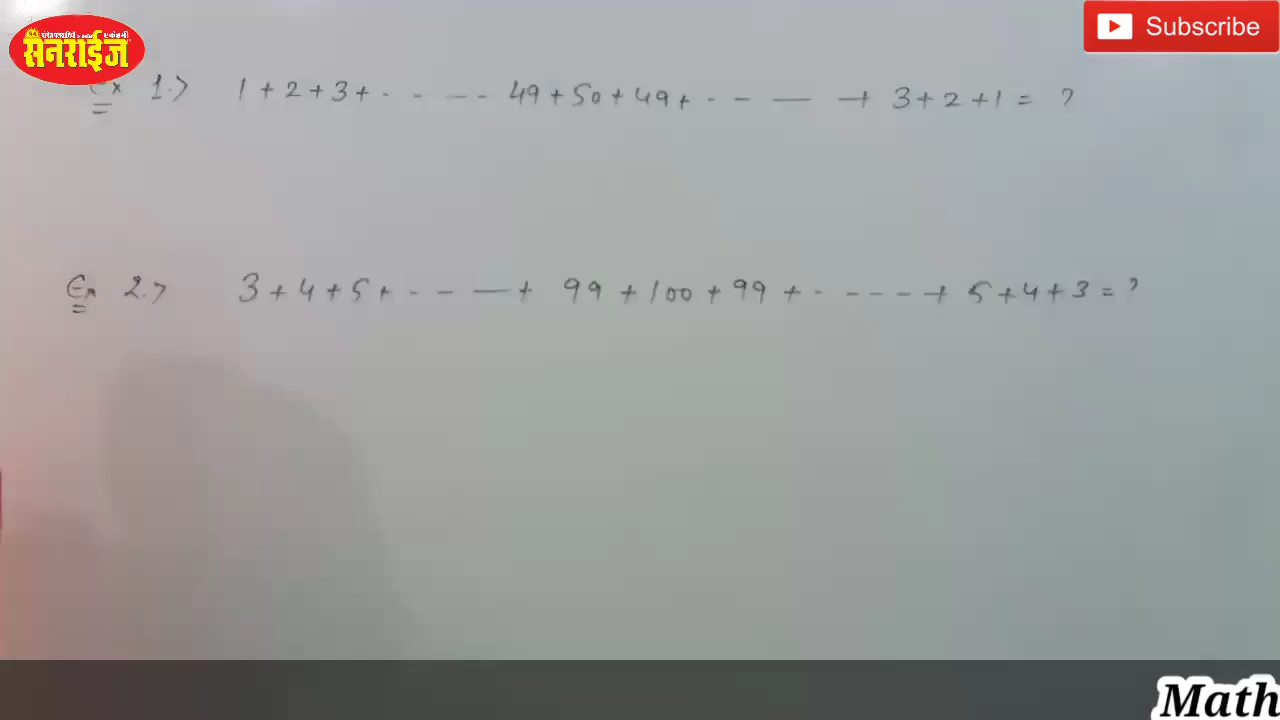 सनराईज
Subscribe
Ex 1.> 1 + 2 + 3 + - - - - - 49 + 50 + 49 + - - — + 3 + 2 + 1 = ?
Ex 2.> 3 + 4 + 5 + - - — + 99 + 100 + 99 + - - - - - + 5 + 4 + 3 = ?
Math